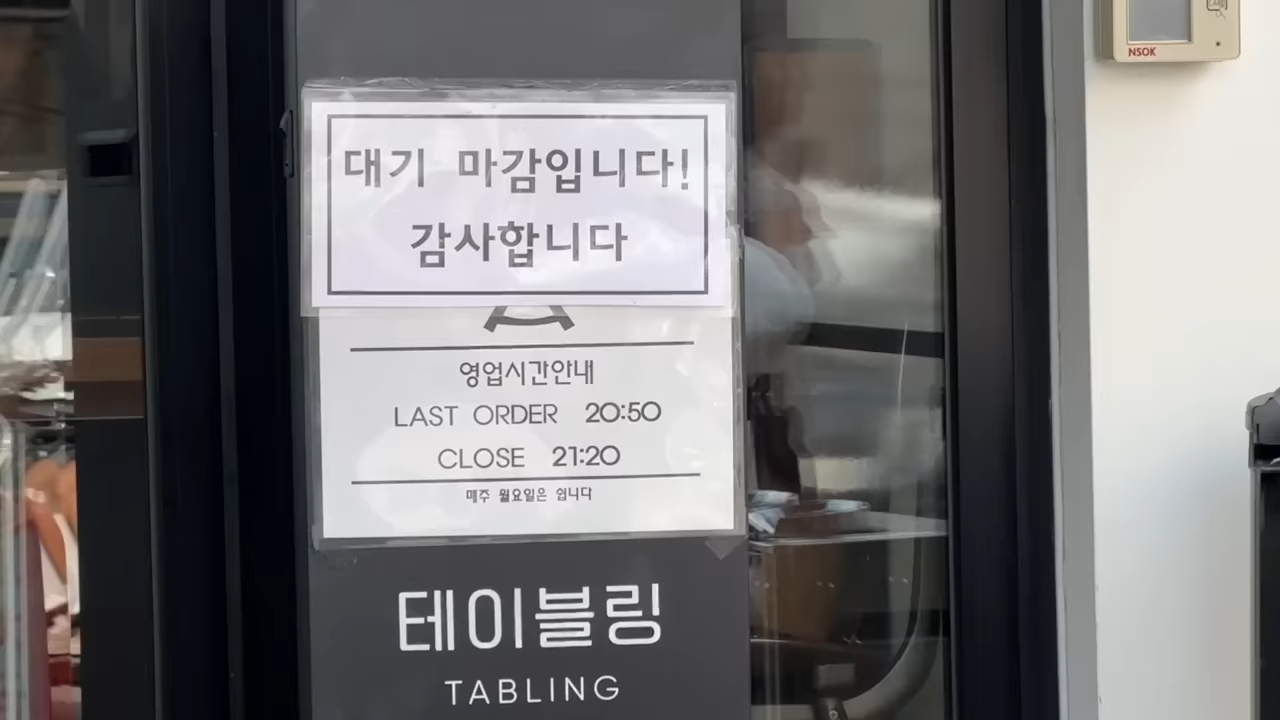 NSOK
대기 마감입니다!
감사합니다
영업시간안내
LAST ORDER 20:50
CLOSE 21:20
매주 월요일은 쉽니다
테이블링
TABLING